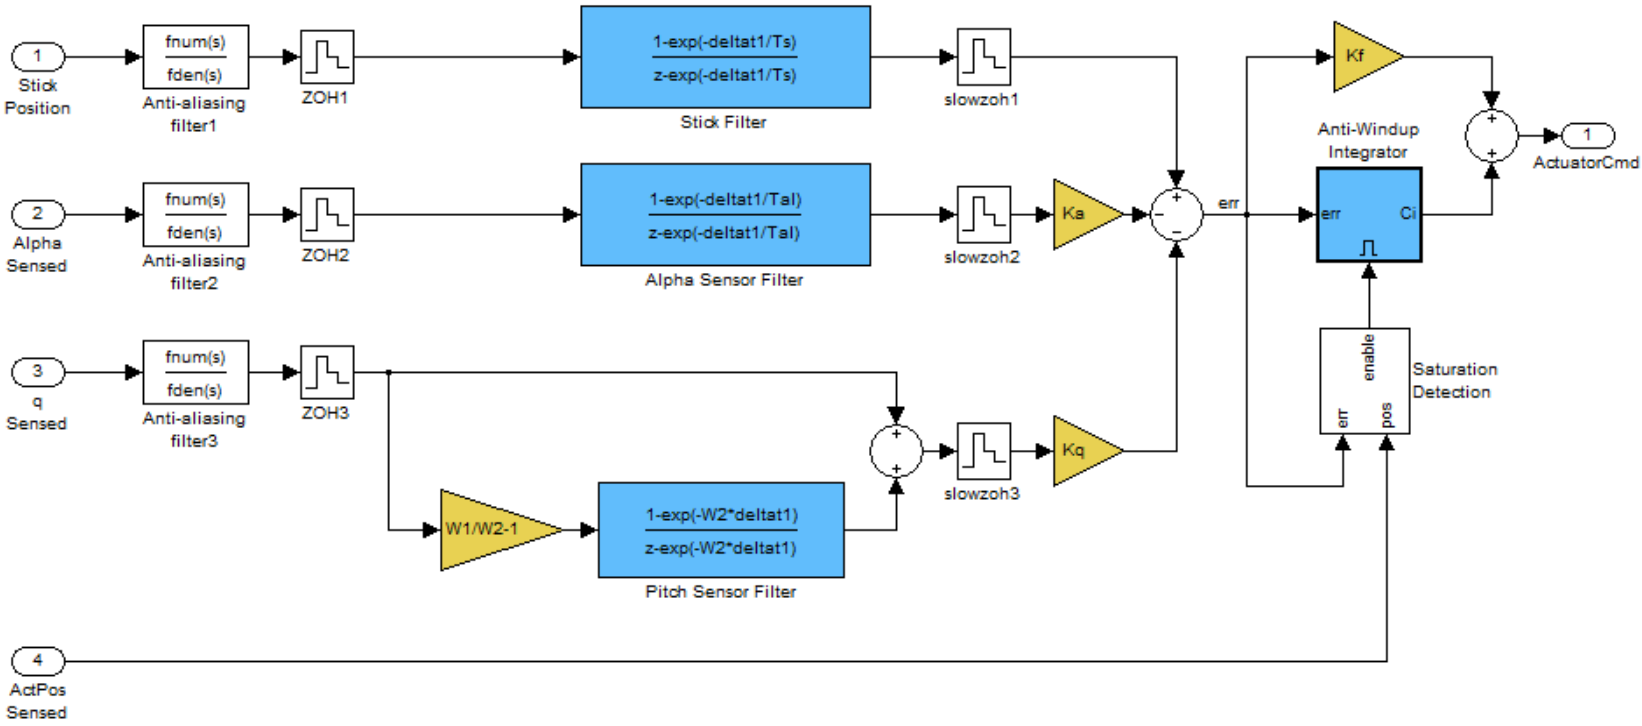 1
Stick
Position
fnum(s)
fden(s)
Anti-aliasing
filter1
ZOH1
1-exp(-deltat1/Ts)
z-exp(-deltat1/Ts)
Stick Filter
slowzoh1
Kf
+
+
1
ActuatorCmd
2
Alpha
Sensed
fnum(s)
fden(s)
Anti-aliasing
filter2
ZOH2
1-exp(-deltat1/Tal)
z-exp(-deltat1/Tal)
Alpha Sensor Filter
slowzoh2
Ka
+
−
−
err
Anti-Windup
Integrator
err
Ci
3
q
Sensed
fnum(s)
fden(s)
Anti-aliasing
filter3
ZOH3
+
+
slowzoh3
Kq
enable
err
pos
Saturation
Detection
W1/W2-1
1-exp(-W2*deltat1)
z-exp(-W2*deltat1)
Pitch Sensor Filter
4
ActPos
Sensed